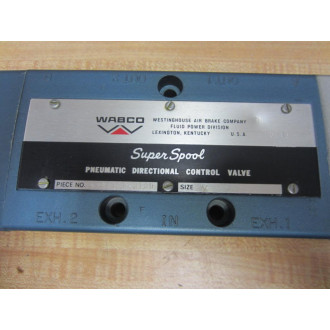 WABCO
WESTINGHOUSE AIR BRAKE COMPANY
FLUID POWER DIVISION
LEXINGTON, KENTUCKY U.S.A.
Super Spool
PNEUMATIC DIRECTIONAL CONTROL VALVE
PIECE NO. SIZE
EXH.2 IN EXH.1